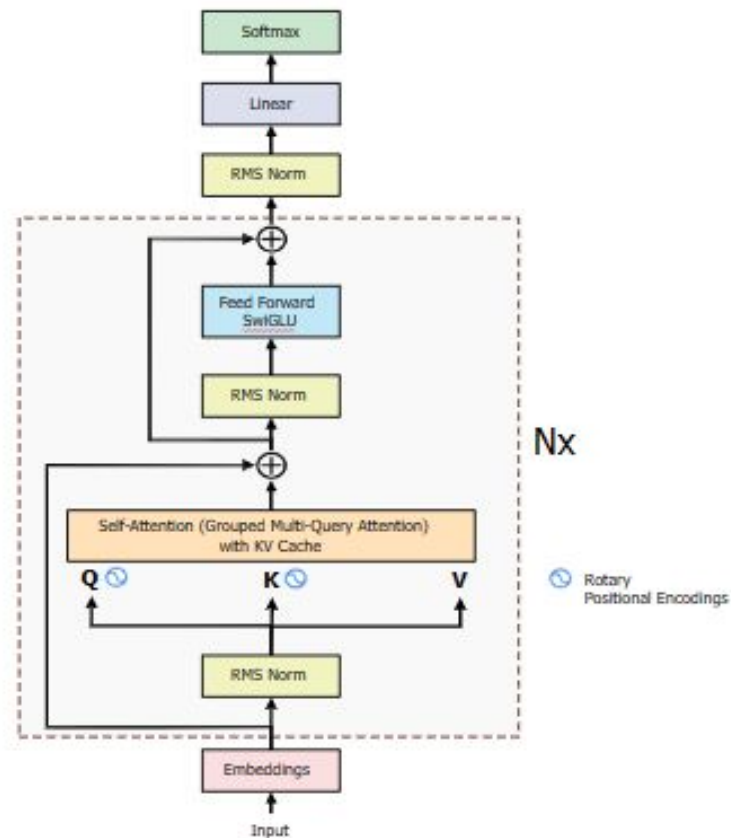 Softmax
Linear
RMS Norm
Feed Forward
SwiGLU
RMS Norm
Nx
Self-Attention (Grouped Multi-Query Attention)
with KV Cache
Q
K
V
Rotary
Positional Encodings
RMS Norm
Embeddings
Input